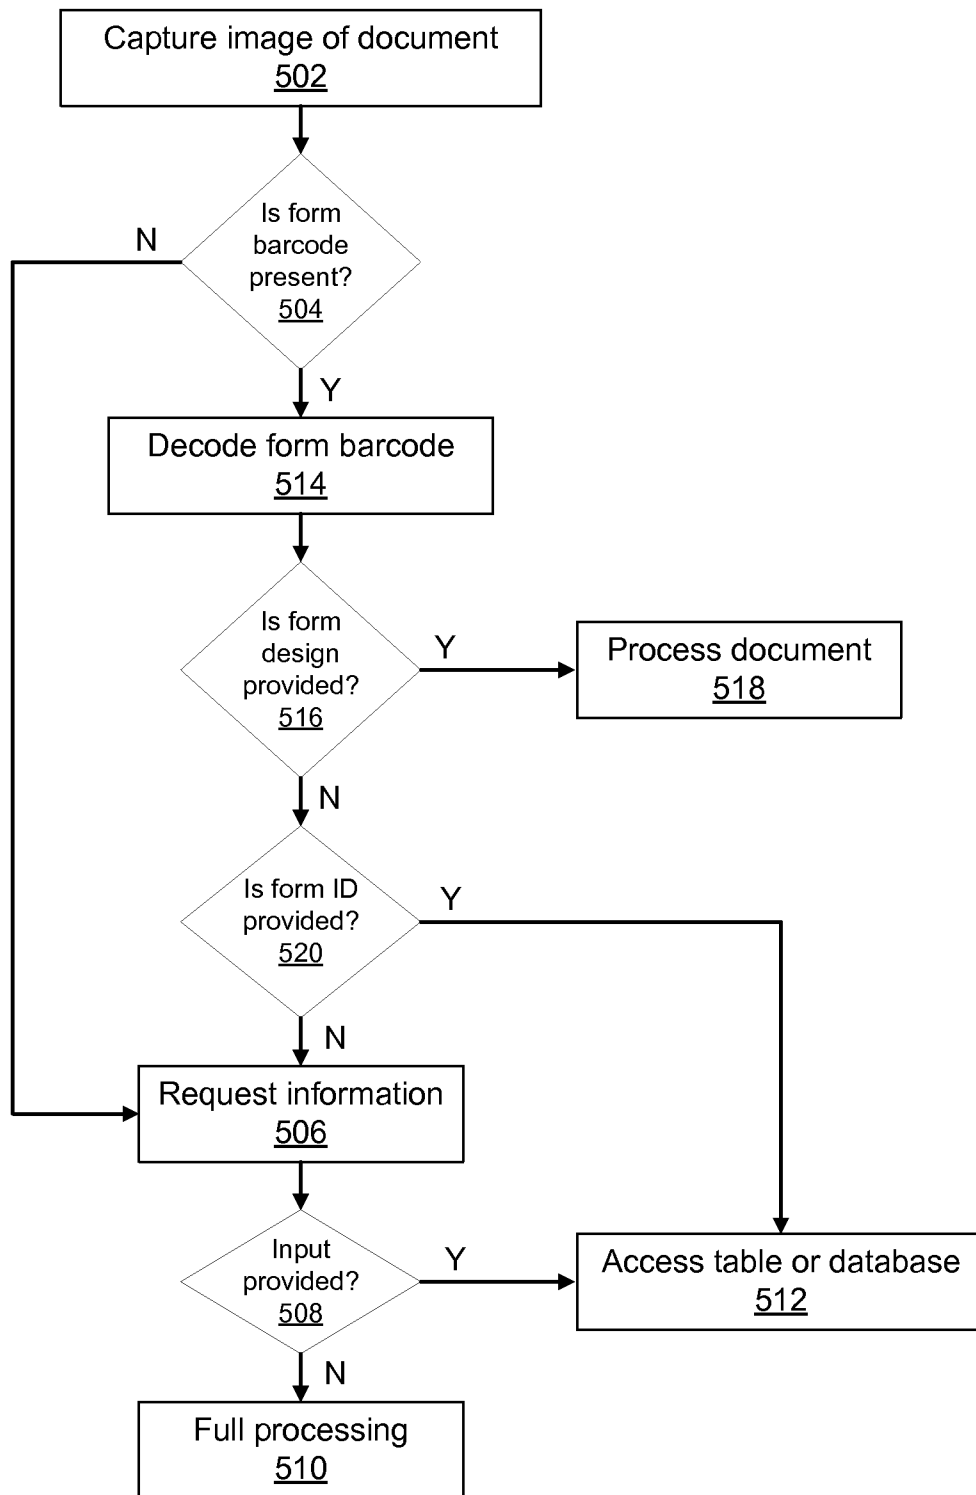 Capture image of document
502
Is form
barcode
present?
504
N
Y
Decode form barcode
514
Is form
design
provided?
516
Y
Process document
518
N
Is form ID
provided?
520
Y
N
Request information
506
Input
provided?
508
Y
Access table or database
512
N
Full processing
510